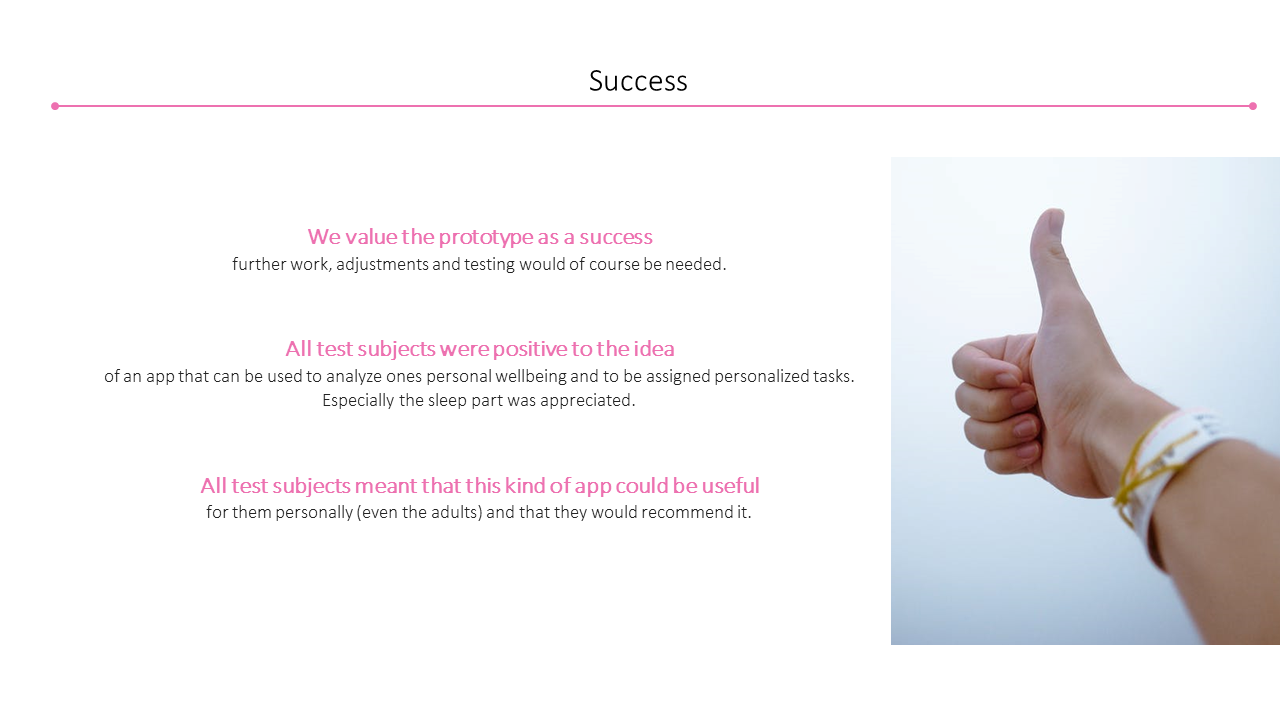 Success
We value the prototype as a success
further work, adjustments and testing would of course be needed.
All test subjects were positive to the idea
of an app that can be used to analyze ones personal wellbeing and to be assigned personalized tasks.
Especially the sleep part was appreciated.
All test subjects meant that this kind of app could be useful
for them personally (even the adults) and that they would recommend it.